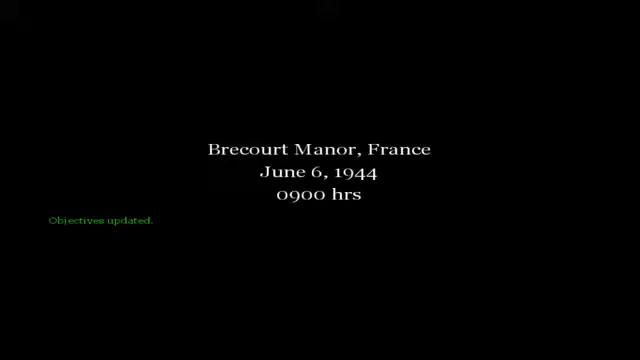 Brecourt Manor, France
June 6, 1944
0900 hrs
Objectives updated.